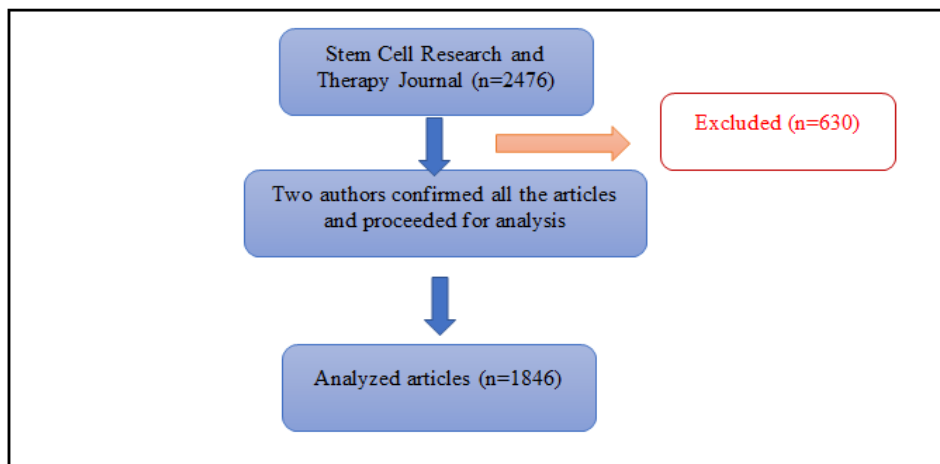 Stem Cell Research and
Therapy Journal (n=2476)
Excluded (n=630)
Two authors confirmed all the articles
and proceeded for analysis
Analyzed articles (n=1846)